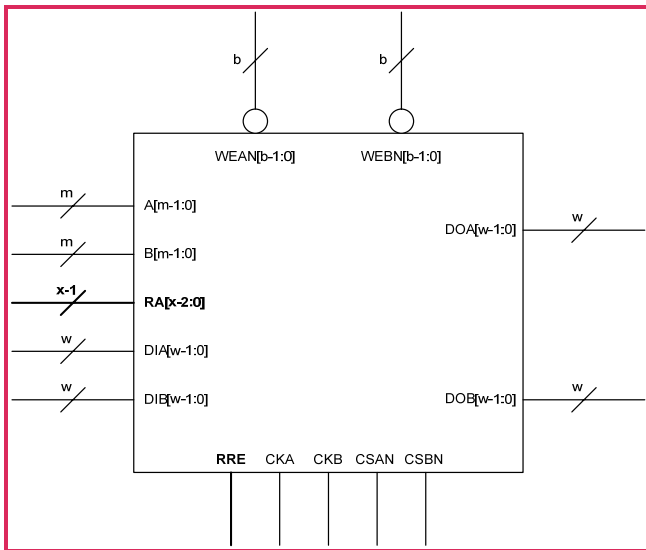 b b
WEAN[b-1:0] WEBN[b-1:0]
m
A[m-1:0]
w
DOA[w-1:0]
m
B[m-1:0]
x-1
RA[x-2:0]
w
DIA[w-1:0]
w
DIB[w-1:0]
w
DOB[w-1:0]
RRE CKA CKB CSAN CSBN